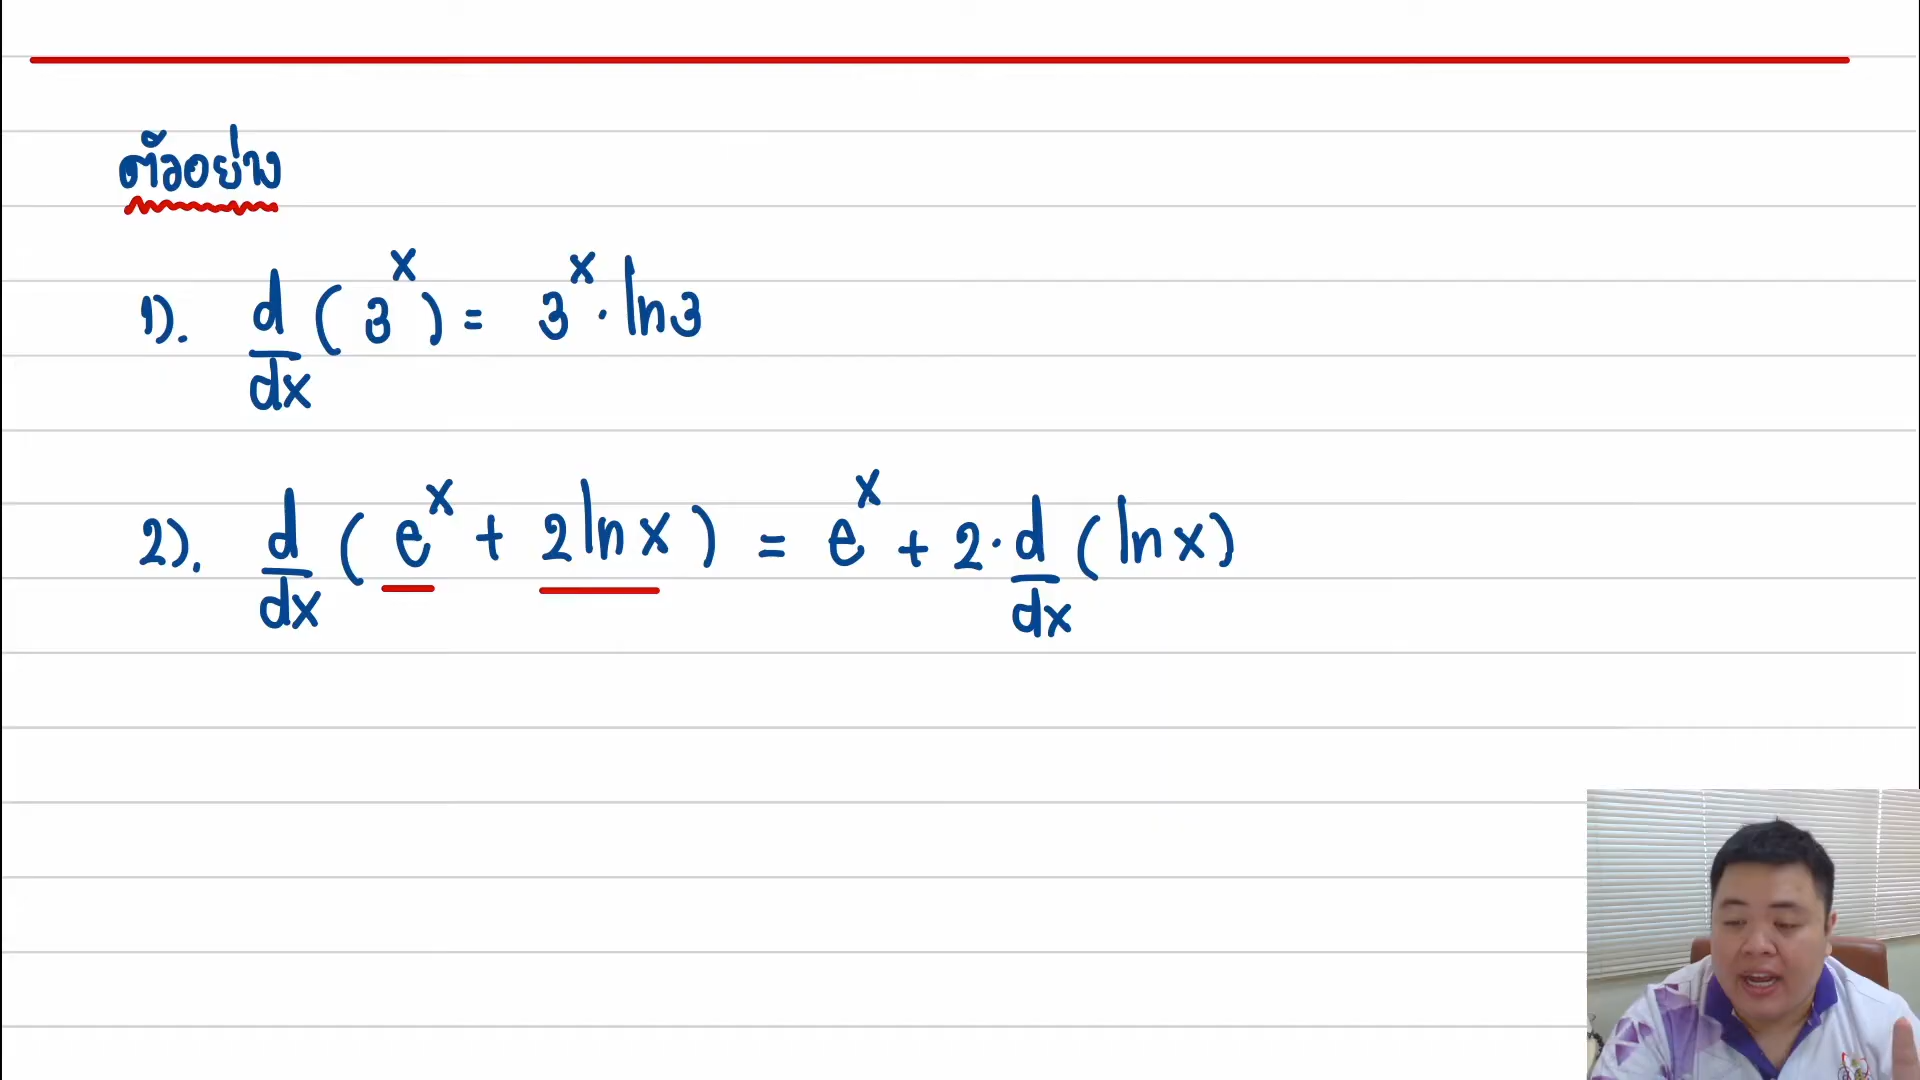 ตัวอย่าง
1). d/dx (3^x) = 3^x · ln3
2). d/dx (e^x + 2lnx) = e^x + 2 · d/dx (lnx)